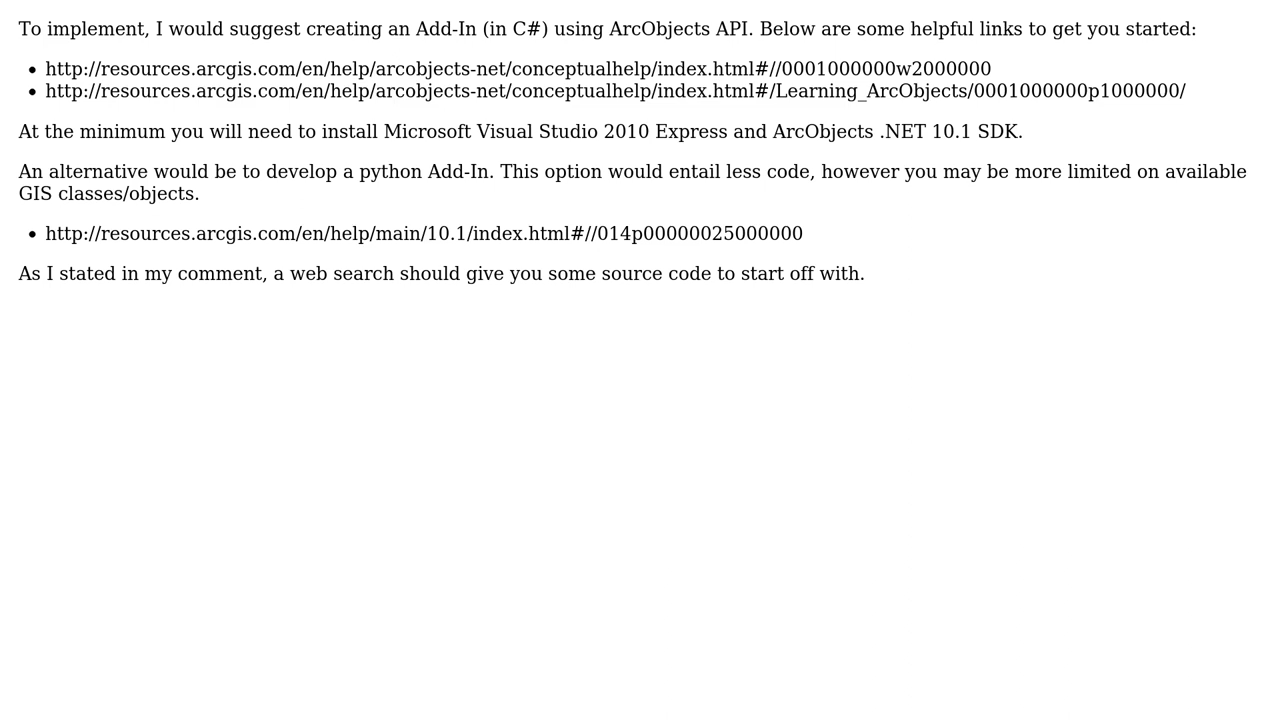 To implement, I would suggest creating an Add-In (in C#) using ArcObjects API. Below are some helpful links to get you started:
• http://resources.arcgis.com/en/help/arcobjects-net/conceptualhelp/index.html#//0001000000w2000000
• http://resources.arcgis.com/en/help/arcobjects-net/conceptualhelp/index.html#/Learning_ArcObjects/0001000000p1000000/
At the minimum you will need to install Microsoft Visual Studio 2010 Express and ArcObjects .NET 10.1 SDK.
An alternative would be to develop a python Add-In. This option would entail less code, however you may be more limited on available
GIS classes/objects.
• http://resources.arcgis.com/en/help/main/10.1/index.html#//014p00000025000000
As I stated in my comment, a web search should give you some source code to start off with.